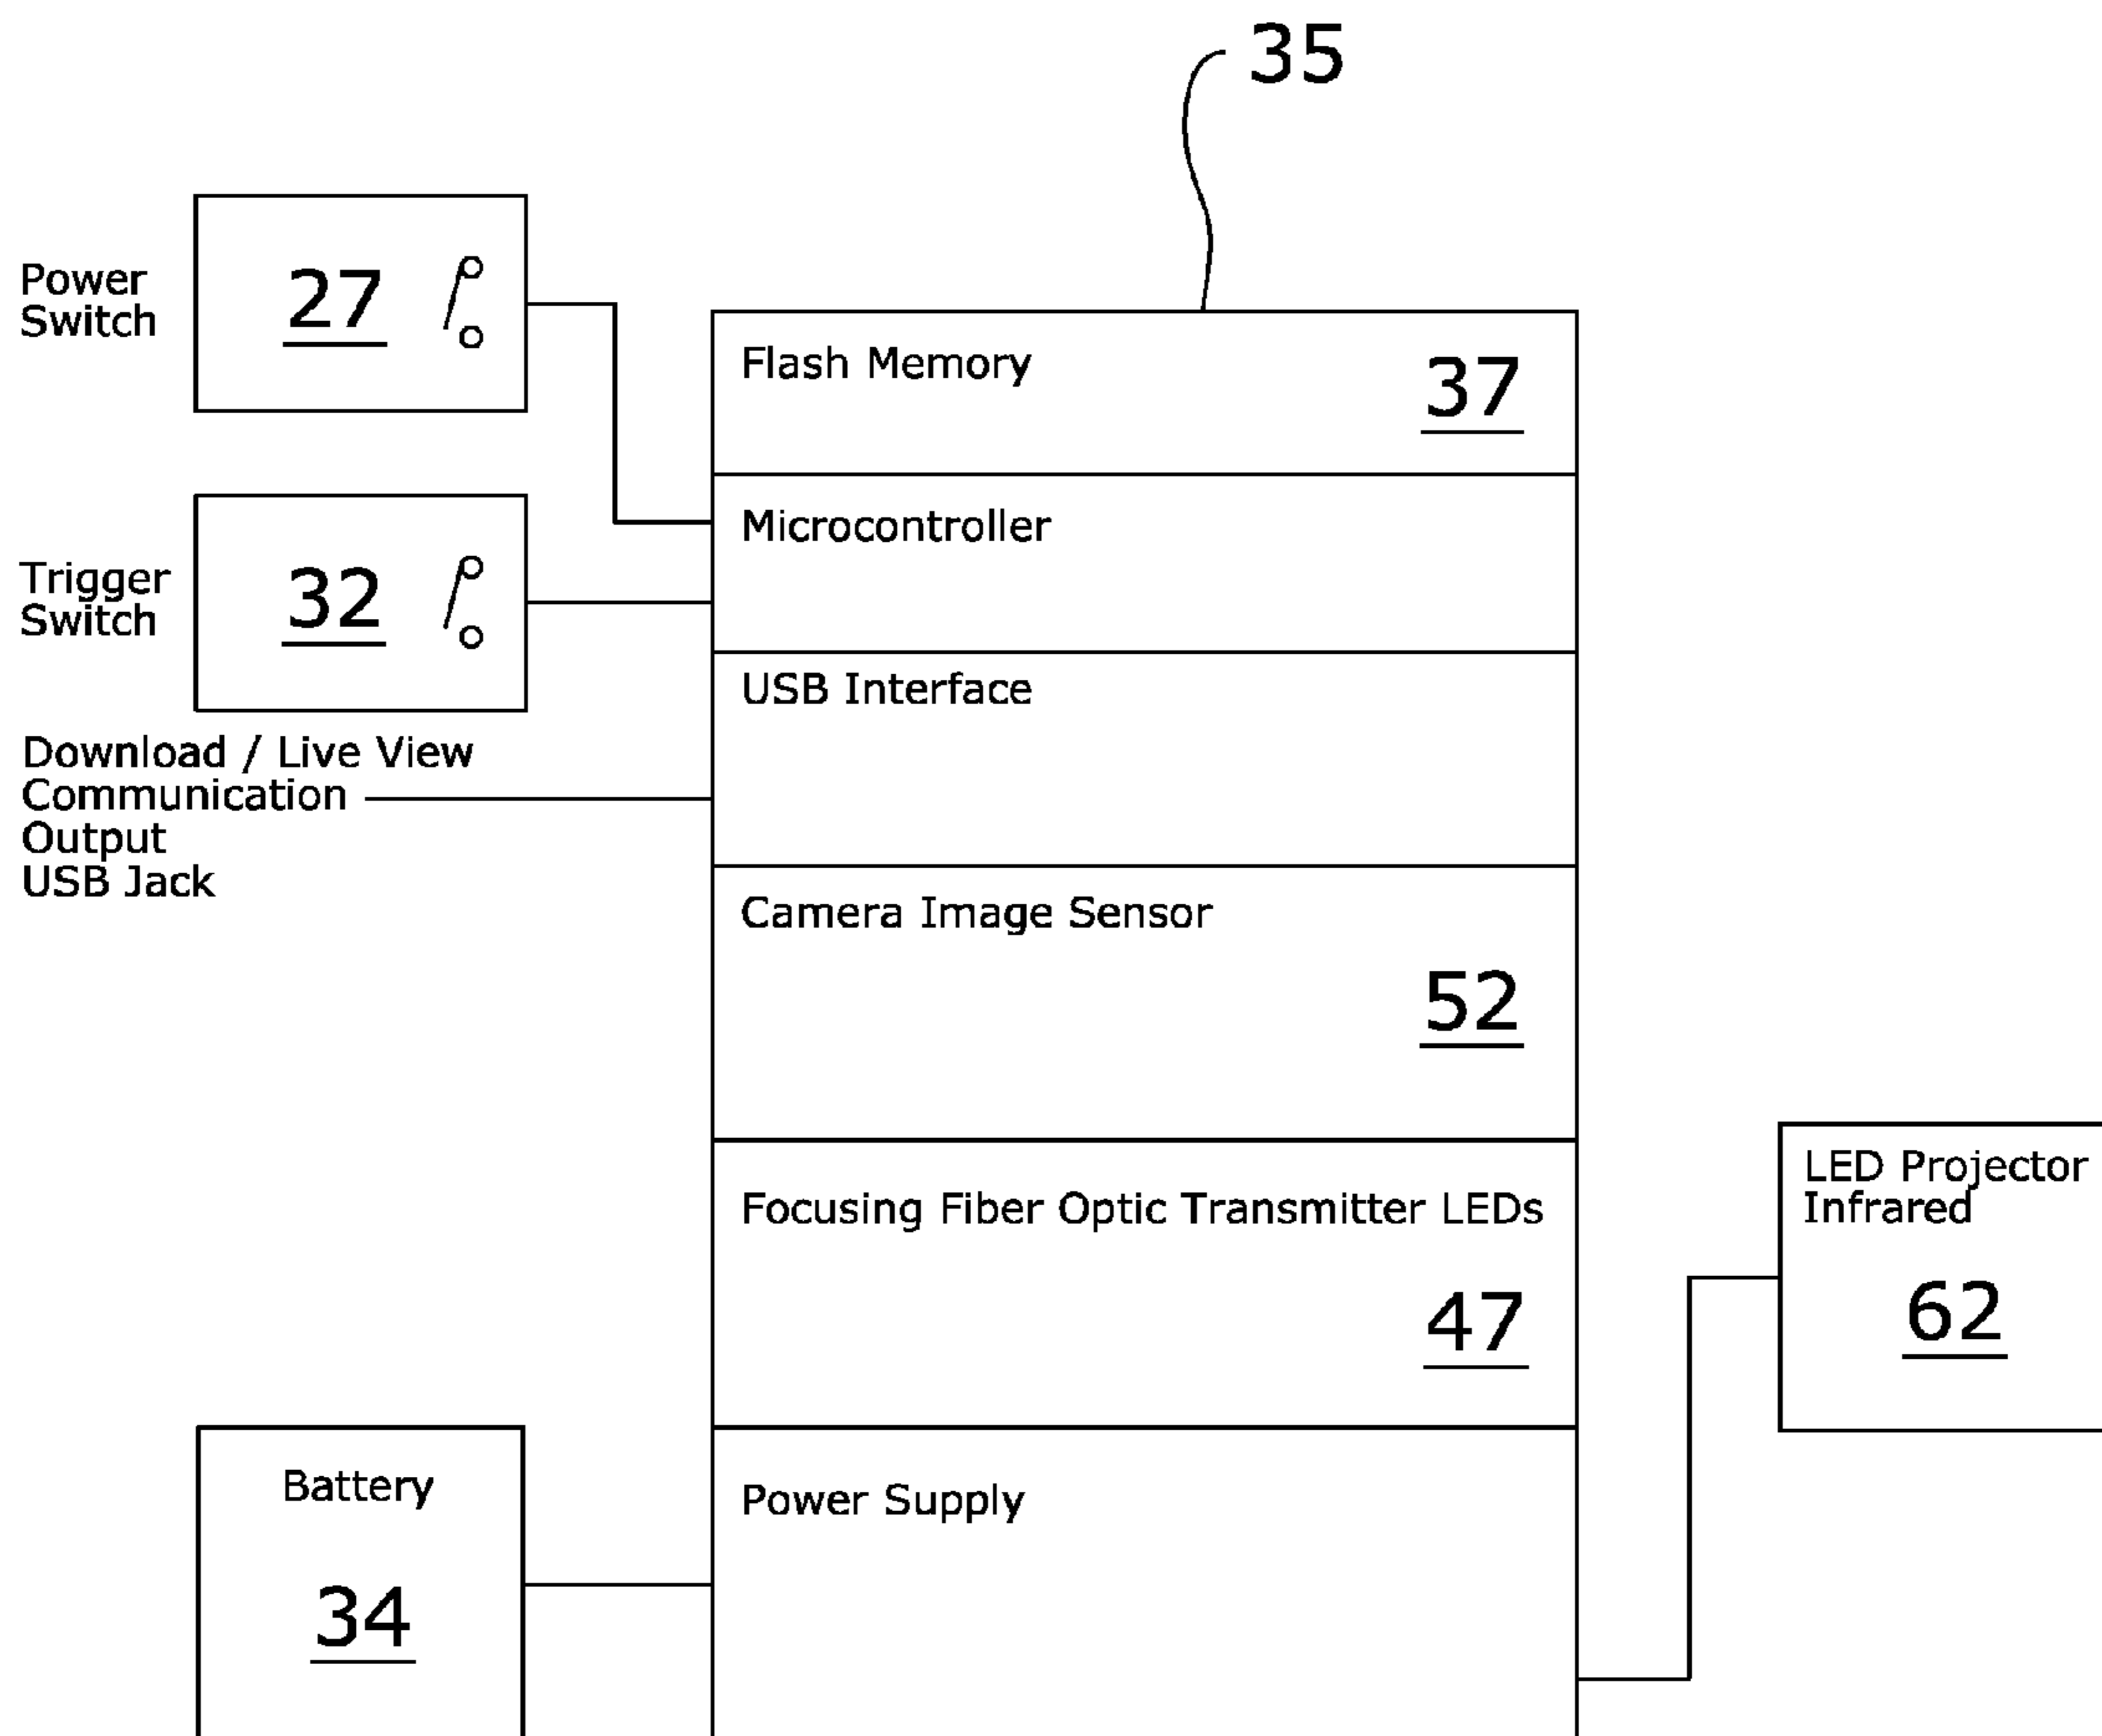 35
Power
Switch
27
Flash Memory
37
Microcontroller
Trigger
Switch
32
USB Interface
Download / Live View
Communication
Output
USB Jack
Camera Image Sensor
52
LED Projector
Infrared
62
Focusing Fiber Optic Transmitter LEDs
47
Battery
34
Power Supply